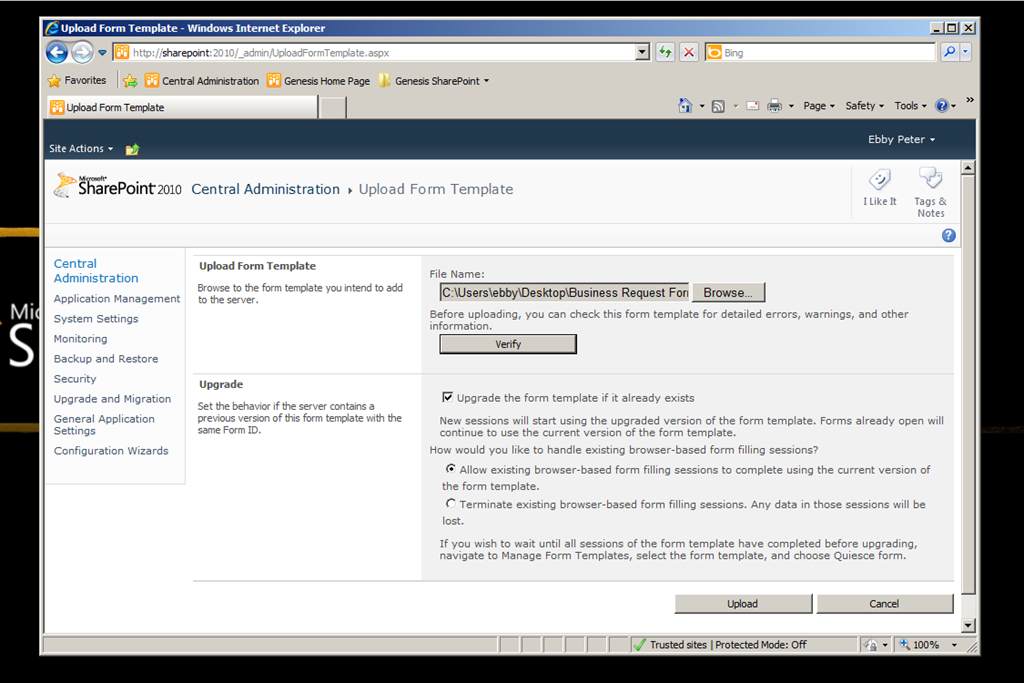 Upload Form Template - Windows Internet Explorer
http://sharepoint:2010/_admin/UploadFormTemplate.aspx
Bing
Favorites
Central Administration
Genesis Home Page
Genesis SharePoint
Upload Form Template
Page
Safety
Tools
Ebby Peter
Site Actions
Microsoft
SharePoint 2010
Central Administration
Upload Form Template
I Like It
Tags &
Notes
Central
Administration
Application Management
System Settings
Monitoring
Backup and Restore
Security
Upgrade and Migration
General Application
Settings
Configuration Wizards
Upload Form Template
Browse to the form template you intend to add
to the server.
File Name:
C:\Users\ebby\Desktop\Business Request For
Browse...
Before uploading, you can check this form template for detailed errors, warnings, and other
information.
Verify
Upgrade
Set the behavior if the server contains a
previous version of this form template with the
same Form ID.
Upgrade the form template if it already exists
New sessions will start using the upgraded version of the form template. Forms already open will
continue to use the current version of the form template.
How would you like to handle existing browser-based form filling sessions?
Allow existing browser-based form filling sessions to complete using the current version of
the form template.
Terminate existing browser-based form filling sessions. Any data in those sessions will be
lost.
If you wish to wait until all sessions of the form template have completed before upgrading,
navigate to Manage Form Templates, select the form template, and choose Quiesce form.
Upload
Cancel
Trusted sites | Protected Mode: Off
100%
Mic
S